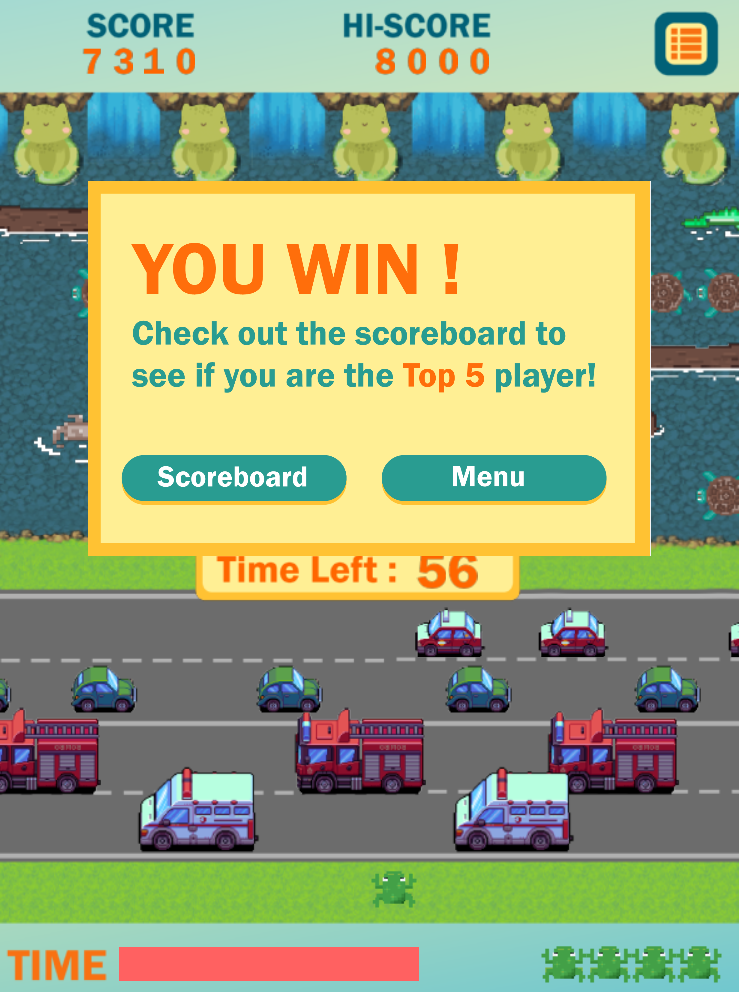 SCORE
7310
HI-SCORE
8000
YOU WIN !
Check out the scoreboard to
see if you are the Top 5 player!
Scoreboard
Menu
Time Left : 56
TIME